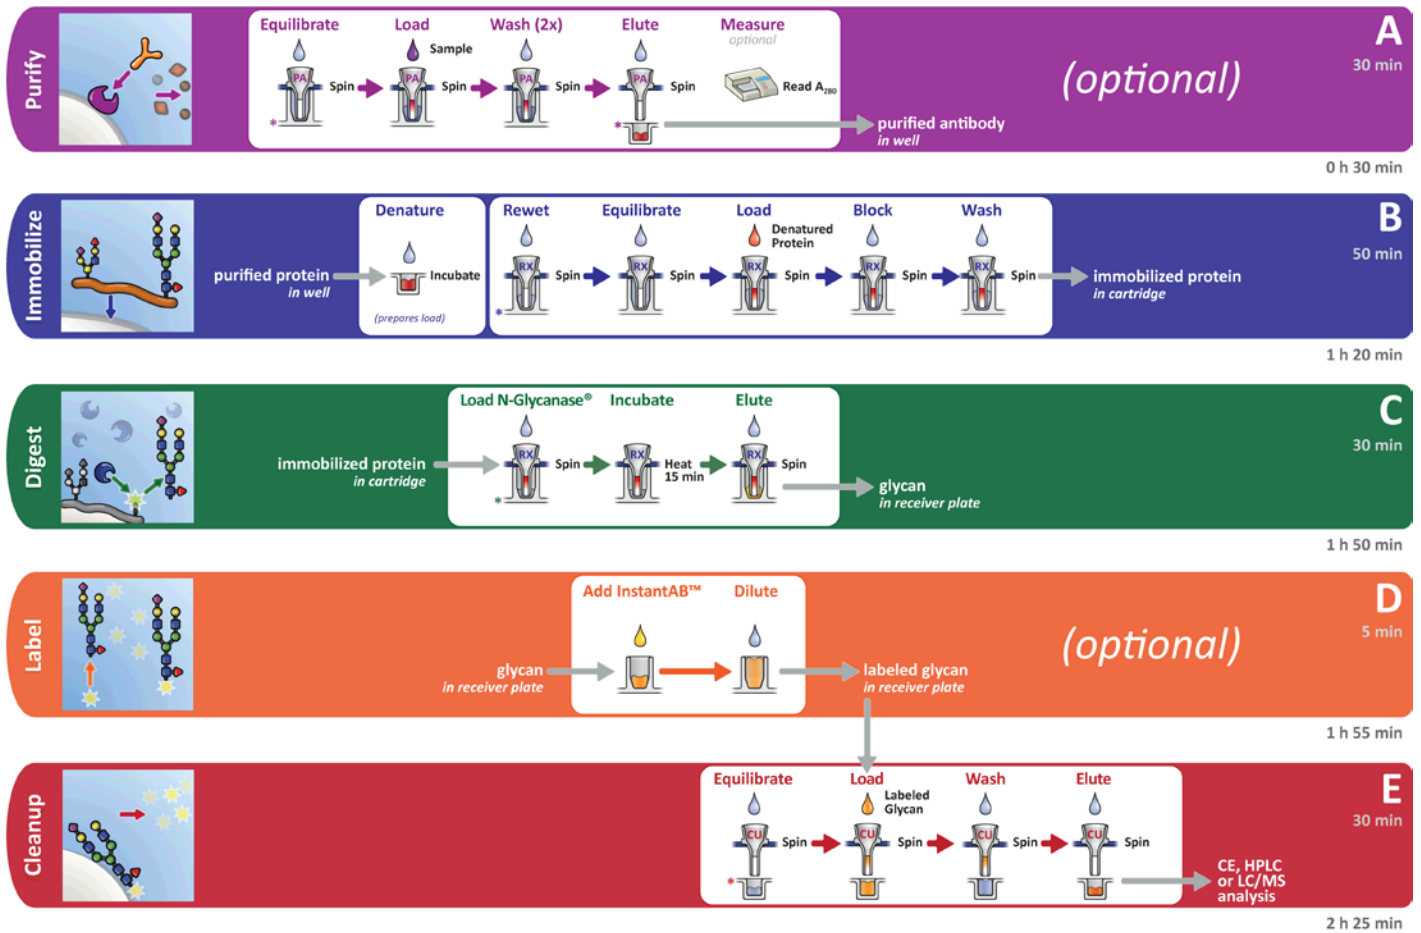 Purify
Equilibrate
Load
Wash (2x)
Elute
Measure
optional
Sample
PA
Spin
PA
Spin
PA
Spin
PA
Spin
Read A280
*
*
purified antibody
in well
(optional)
A
30 min
0 h 30 min
Immobilize
purified protein
in well
Denature
Incubate
(prepares load)
Rewet
Equilibrate
Load
Block
Wash
Denatured
Protein
RX
Spin
RX
Spin
RX
Spin
RX
Spin
RX
Spin
*
immobilized protein
in cartridge
B
50 min
1 h 20 min
Digest
immobilized protein
in cartridge
Load N-Glycanase®
Incubate
Elute
RX
Spin
RX
Heat
15 min
RX
Spin
*
glycan
in receiver plate
C
30 min
1 h 50 min
Label
glycan
in receiver plate
Add InstantAB™
Dilute
labeled glycan
in receiver plate
(optional)
D
5 min
1 h 55 min
Cleanup
Equilibrate
Load
Wash
Elute
Labeled
Glycan
CU
Spin
CU
Spin
CU
Spin
CU
Spin
*
CE, HPLC
or LC/MS
analysis
E
30 min
2 h 25 min